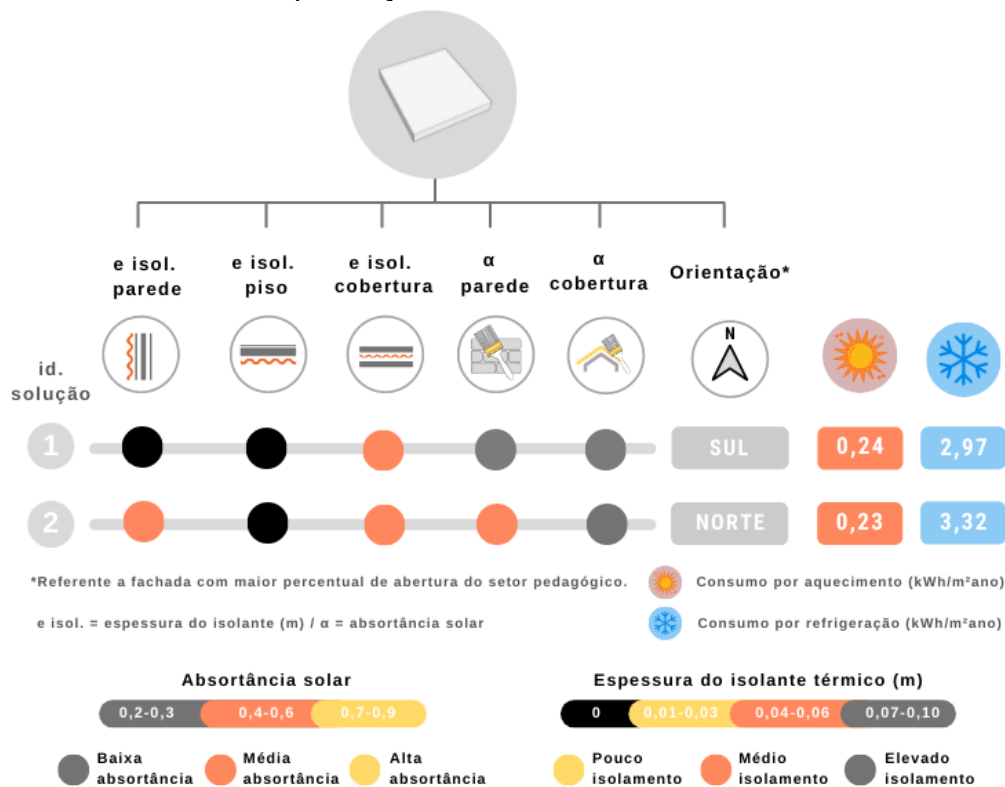 e isol.
parede
e isol.
piso
e isol.
cobertura
α
parede
α
cobertura
Orientação*
N
id.
solução
1
SUL
0,24
2,97
2
NORTE
0,23
3,32
*Referente a fachada com maior percentual de abertura do setor pedagógico.
Consumo por aquecimento (kWh/m²ano)
e isol. = espessura do isolante (m) / α = absortância solar
Consumo por refrigeração (kWh/m²ano)
Absortância solar
0,2-0,3
0,4-0,6
0,7-0,9
Baixa
absortância
Média
absortância
Alta
absortância
Espessura do isolante térmico (m)
0
0,01-0,03
0,04-0,06
0,07-0,10
Pouco
isolamento
Médio
isolamento
Elevado
isolamento